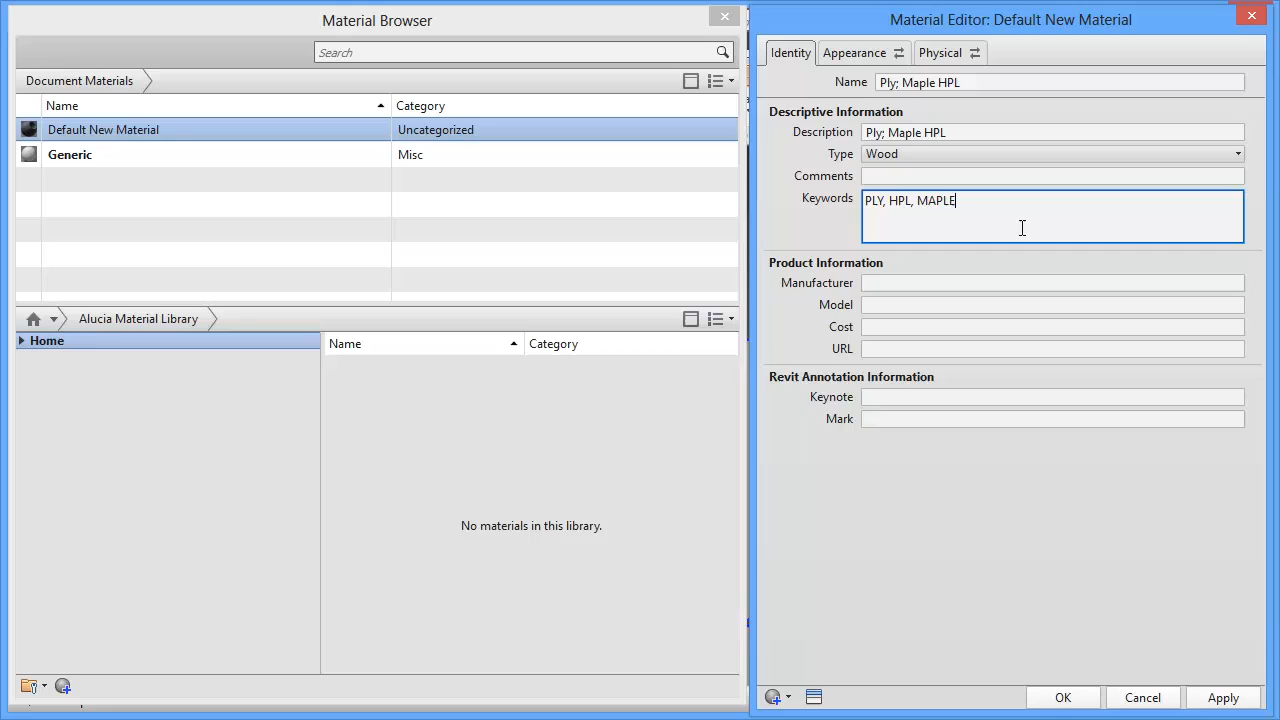 Material Browser
Search
Document Materials
Name Category
Default New Material Uncategorized
Generic Misc
Alucia Material Library
Home
Name Category
No materials in this library.
Material Editor: Default New Material
Identity Appearance Physical
Name Ply; Maple HPL
Descriptive Information
Description Ply; Maple HPL
Type Wood
Comments
Keywords PLY, HPL, MAPLE
Product Information
Manufacturer
Model
Cost
URL
Revit Annotation Information
Keynote
Mark
OK Cancel Apply